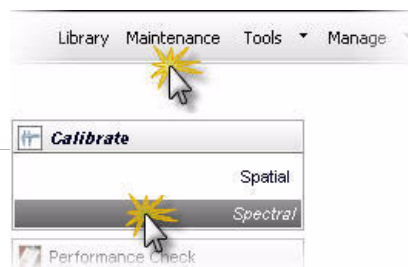 Library Maintenance Tools Manage
Calibrate
Spatial
Spectral
Performance Check